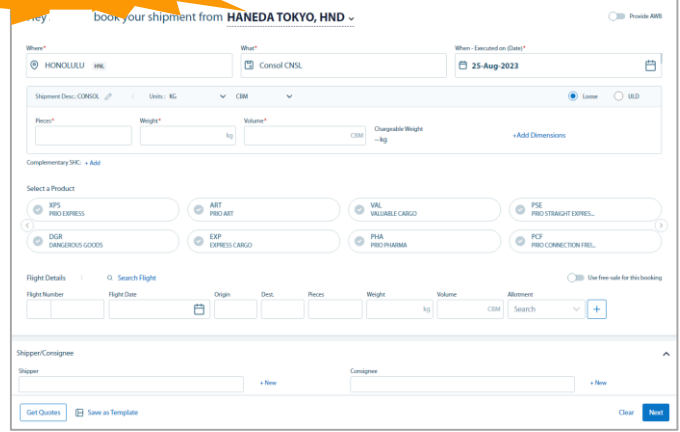 book your shipment from HANEDA TOKYO, HND
Provide AWB
Where* What* When - Executed on (Date)*
HONOLULU HNL Consol CNSL 25-Aug-2023
Shipment Desc: CONSOL Units : KG CBM Loose ULD
Pieces* Weight* Volume*
kg CBM Chargeable Weight +Add Dimensions
--kg
Complementary SHC: + Add
Select a Product
XPS ART VAL PSE
PRIO EXPRESS PRIO ART VALUABLE CARGO PRIO STRAIGHT EXPRES...
DGR EXP PHA PCF
DANGEROUS GOODS EXPRESS CARGO PRIO PHARMA PRIO CONNECTION FREI...
Flight Details Search Flight Use free-sale for this booking
Flight Number Flight Date Origin Dest. Pieces Weight Volume Allotment
kg CBM Search +
Shipper/Consignee
Shipper Consignee
+ New + New
Get Quotes Save as Template Clear Next